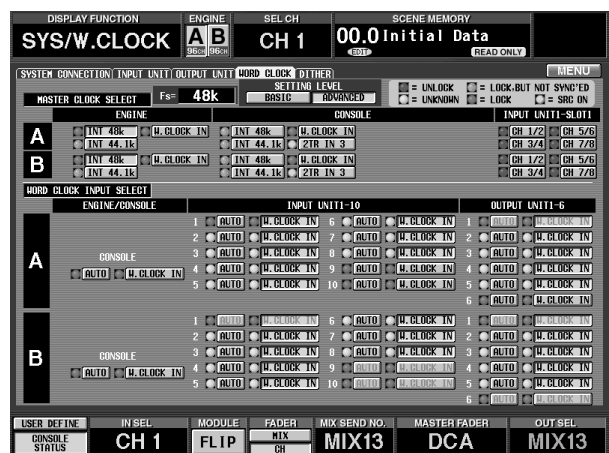 DISPLAY FUNCTION ENGINE SEL CH SCENE MEMORY
SYS/W.CLOCK A B CH 1 00.0 Initial Data
96CH 96CH EDIT READ ONLY
SYSTEM CONNECTION INPUT UNIT OUTPUT UNIT WORD CLOCK DITHER MENU
MASTER CLOCK SELECT Fs= 48k SETTING LEVEL BASIC ADVANCED
= UNLOCK = LOCK,BUT NOT SYNC'ED
= UNKNOWN = LOCK = SRC ON
ENGINE CONSOLE INPUT UNIT1-SLOT1
A INT 48k W.CLOCK IN INT 48k W.CLOCK IN CH 1/2 CH 5/6
INT 44.1k INT 44.1k 2TR IN 3 CH 3/4 CH 7/8
B INT 48k W.CLOCK IN INT 48k W.CLOCK IN CH 1/2 CH 5/6
INT 44.1k INT 44.1k 2TR IN 3 CH 3/4 CH 7/8
WORD CLOCK INPUT SELECT
ENGINE/CONSOLE INPUT UNIT1-10 OUTPUT UNIT1-6
1 AUTO W.CLOCK IN 6 AUTO W.CLOCK IN 1 AUTO W.CLOCK IN
2 AUTO W.CLOCK IN 7 AUTO W.CLOCK IN 2 AUTO W.CLOCK IN
A CONSOLE 3 AUTO W.CLOCK IN 8 AUTO W.CLOCK IN 3 AUTO W.CLOCK IN
AUTO W.CLOCK IN 4 AUTO W.CLOCK IN 9 AUTO W.CLOCK IN 4 AUTO W.CLOCK IN
5 AUTO W.CLOCK IN 10 AUTO W.CLOCK IN 5 AUTO W.CLOCK IN
6 AUTO W.CLOCK IN
1 AUTO W.CLOCK IN 6 AUTO W.CLOCK IN 1 AUTO W.CLOCK IN
2 AUTO W.CLOCK IN 7 AUTO W.CLOCK IN 2 AUTO W.CLOCK IN
B CONSOLE 3 AUTO W.CLOCK IN 8 AUTO W.CLOCK IN 3 AUTO W.CLOCK IN
AUTO W.CLOCK IN 4 AUTO W.CLOCK IN 9 AUTO W.CLOCK IN 4 AUTO W.CLOCK IN
5 AUTO W.CLOCK IN 10 AUTO W.CLOCK IN 5 AUTO W.CLOCK IN
6 AUTO W.CLOCK IN
USER DEFINE IN SEL MODULE FADER MIX SEND NO. MASTER FADER OUT SEL
CONSOLE STATUS CH 1 FLIP MIX CH MIX13 DCA MIX13